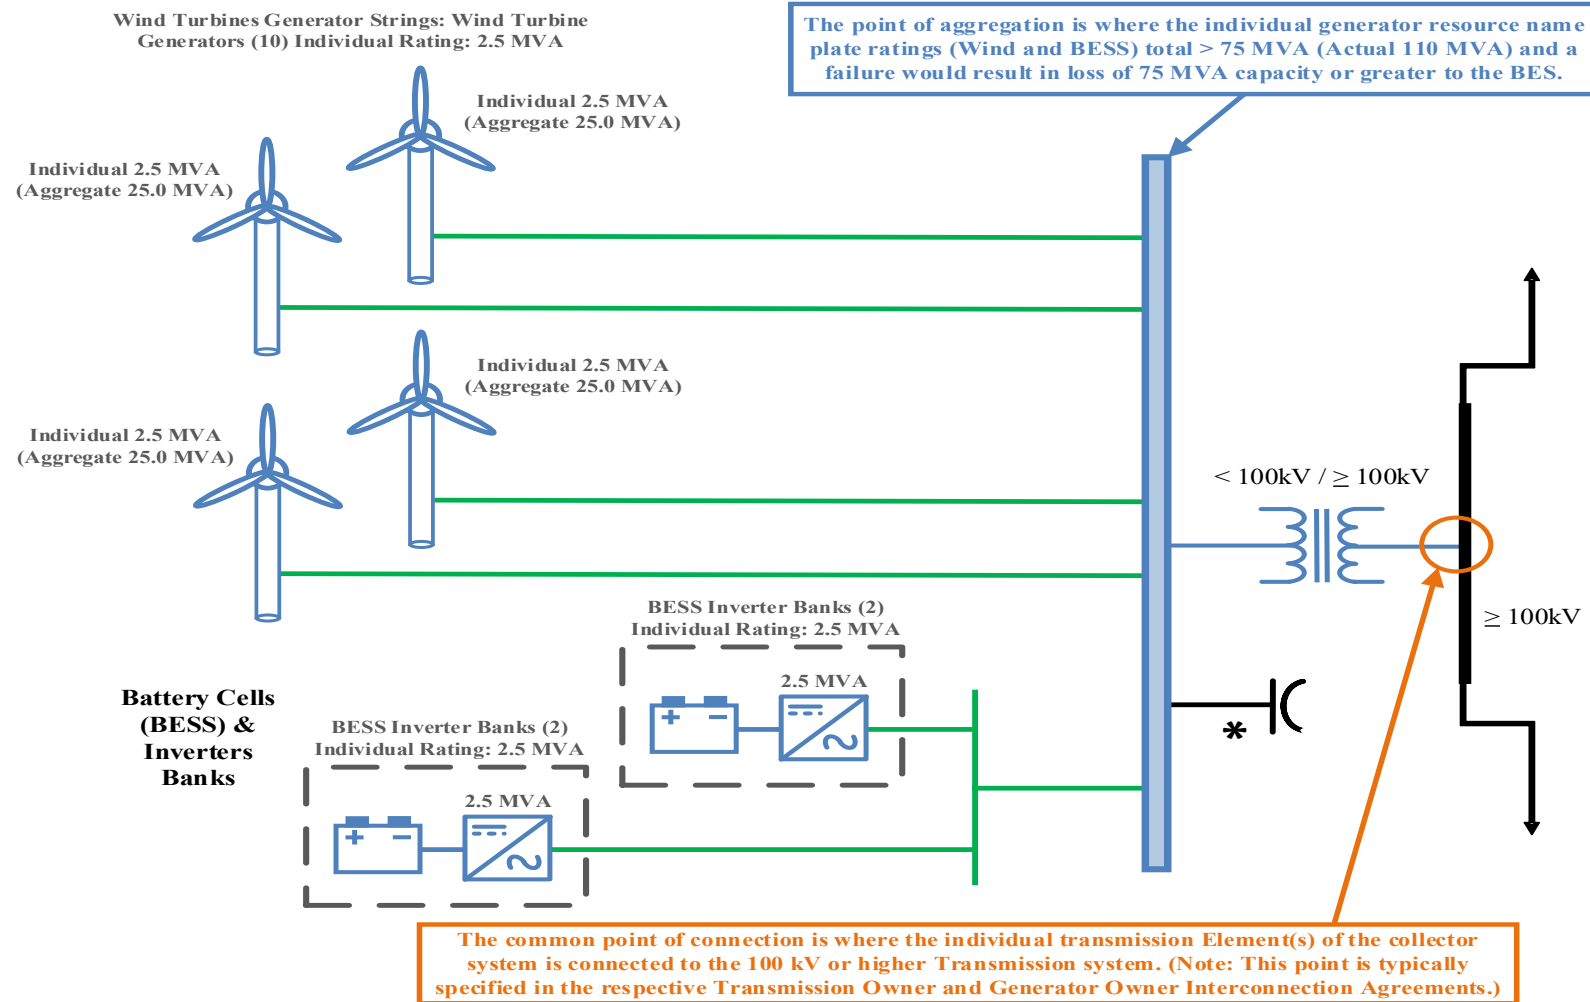 Wind Turbines Generator Strings: Wind Turbine
Generators (10) Individual Rating: 2.5 MVA
The point of aggregation is where the individual generator resource name
plate ratings (Wind and BESS) total > 75 MVA (Actual 110 MVA) and a
failure would result in loss of 75 MVA capacity or greater to the BES.
Individual 2.5 MVA
(Aggregate 25.0 MVA)
Individual 2.5 MVA
(Aggregate 25.0 MVA)
Individual 2.5 MVA
(Aggregate 25.0 MVA)
Individual 2.5 MVA
(Aggregate 25.0 MVA)
< 100kV / ≥ 100kV
≥ 100kV
BESS Inverter Banks (2)
Individual Rating: 2.5 MVA
2.5 MVA
+ −
Battery Cells
(BESS) &
Inverters
Banks
BESS Inverter Banks (2)
Individual Rating: 2.5 MVA
2.5 MVA
+ −
*
The common point of connection is where the individual transmission Element(s) of the collector
system is connected to the 100 kV or higher Transmission system. (Note: This point is typically
specified in the respective Transmission Owner and Generator Owner Interconnection Agreements.)